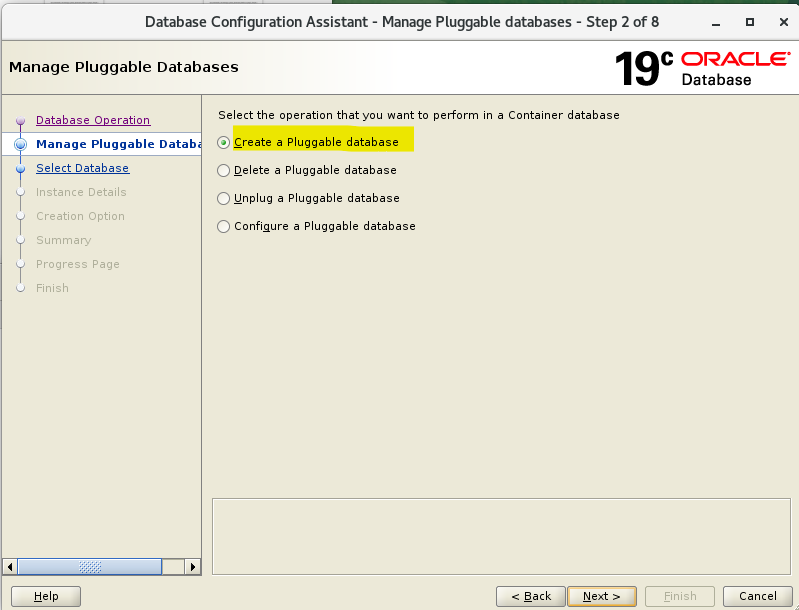 Database Configuration Assistant - Manage Pluggable databases - Step 2 of 8
Manage Pluggable Databases
19c ORACLE
Database
Database Operation
Manage Pluggable Databa
Select Database
Instance Details
Creation Option
Summary
Progress Page
Finish
Select the operation that you want to perform in a Container database
Create a Pluggable database
Delete a Pluggable database
Unplug a Pluggable database
Configure a Pluggable database
Help
< Back
Next >
Finish
Cancel